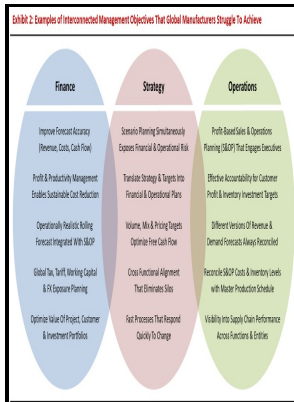 Exhibit 2: Examples of Interconnected Management Objectives That Global Manufacturers Struggle To Achieve
Finance
Improve Forecast Accuracy
(Revenue, Costs, Cash Flow)
Profit & Productivity Management
Enables Sustainable Cost Reduction
Operationally Realistic Rolling
Forecast Integrated With S&OP
Global Tax, Tariff, Working Capital
& FX Exposure Planning
Optimize Value Of Project, Customer
& Investment Portfolios
Strategy
Scenario Planning Simultaneously
Exposes Financial & Operational Risk
Translate Strategy & Targets Into
Financial & Operational Plans
Volume, Mix & Pricing Targets
Optimize Free Cash Flow
Cross Functional Alignment
That Eliminates Silos
Fast Processes That Respond
Quickly To Change
Operations
Profit-Based Sales & Operations
Planning (S&OP) That Engages Executives
Effective Accountability for Customer
Profit & Inventory Investment Targets
Different Versions Of Revenue &
Demand Forecasts Always Reconciled
Reconcile S&OP Costs & Inventory Levels
with Master Production Schedule
Visibility Into Supply Chain Performance
Across Functions & Entities